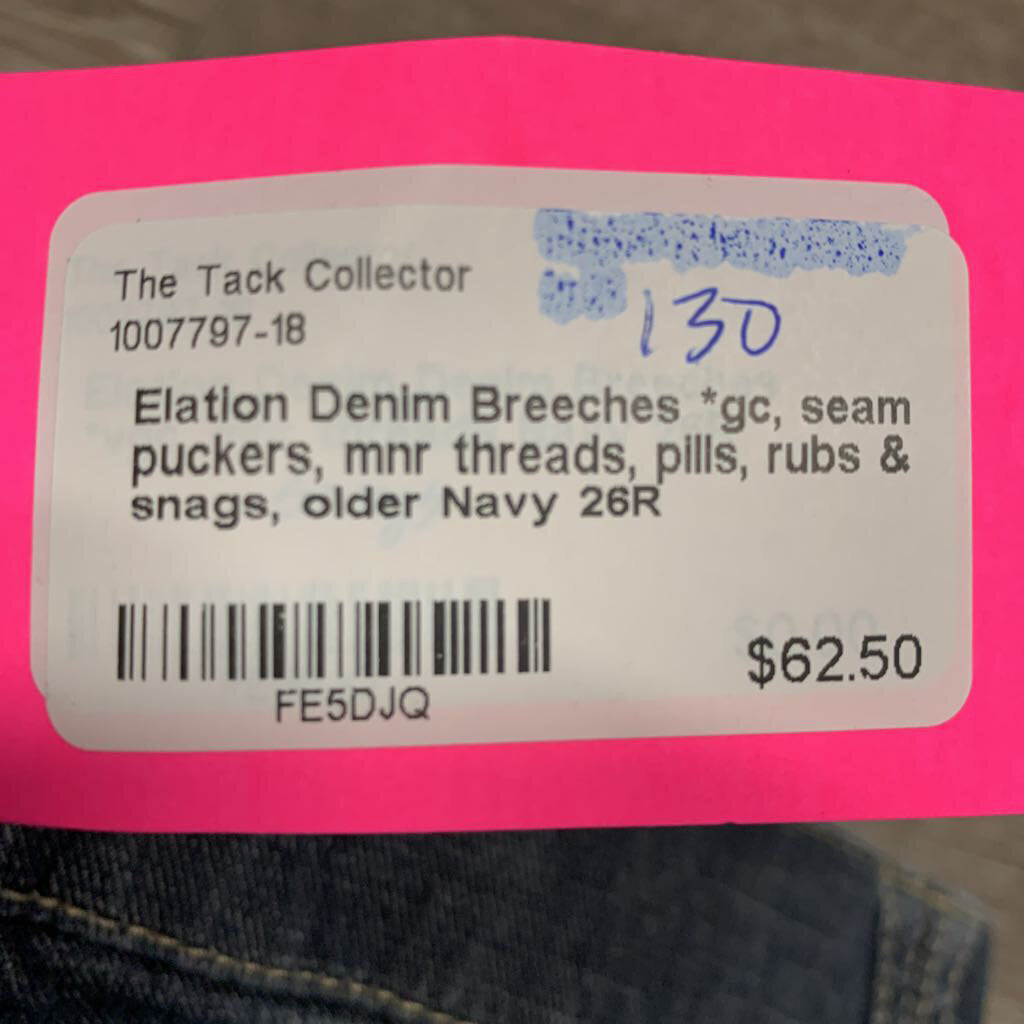 The Tack Collector
1007797-18
130
Elation Denim Breeches *gc, seam
puckers, mnr threads, pills, rubs &
snags, older Navy 26R
$62.50
FE5DJQ